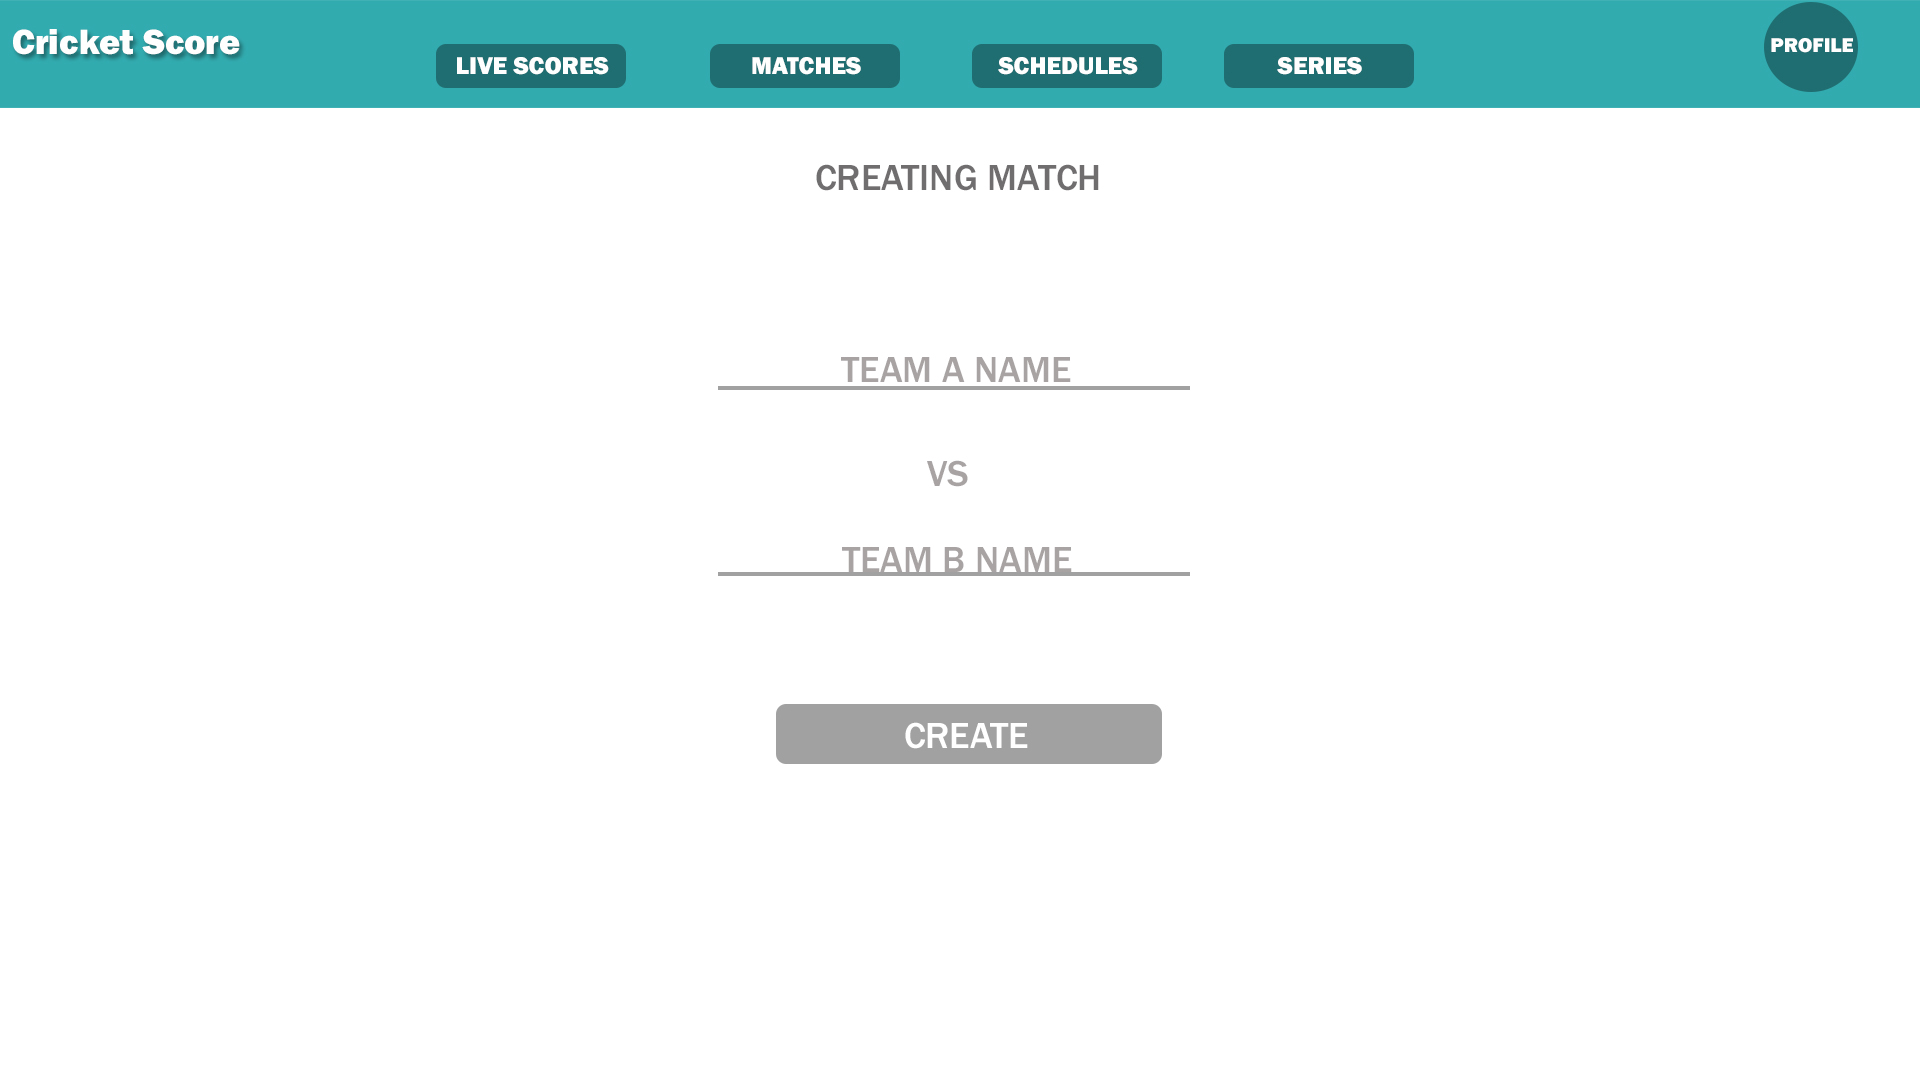 Cricket Score
LIVE SCORES
MATCHES
SCHEDULES
SERIES
PROFILE
CREATING MATCH
TEAM A NAME
VS
TEAM B NAME
CREATE